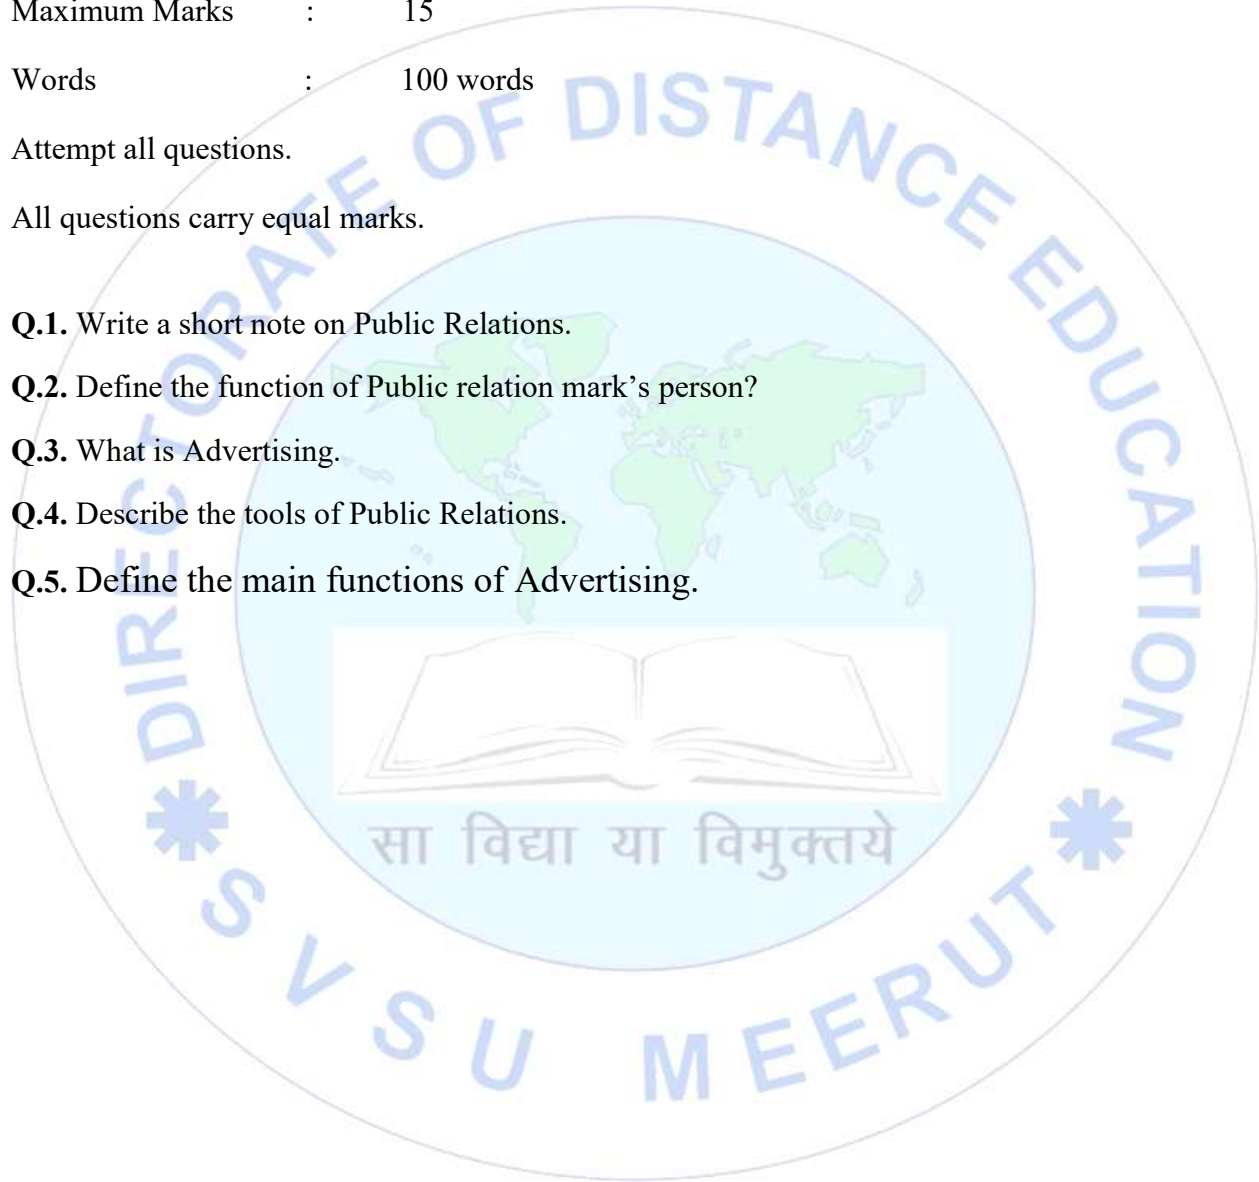 Maximum Marks : 15
Words : 100 words
Attempt all questions.
All questions carry equal marks.
Q.1. Write a short note on Public Relations.
Q.2. Define the function of Public relation mark’s person?
Q.3. What is Advertising.
Q.4. Describe the tools of Public Relations.
Q.5. Define the main functions of Advertising.
* DIRECTORATE OF DISTANCE EDUCATION *
सा विद्या या विमुक्तये
S V S U MEERUT